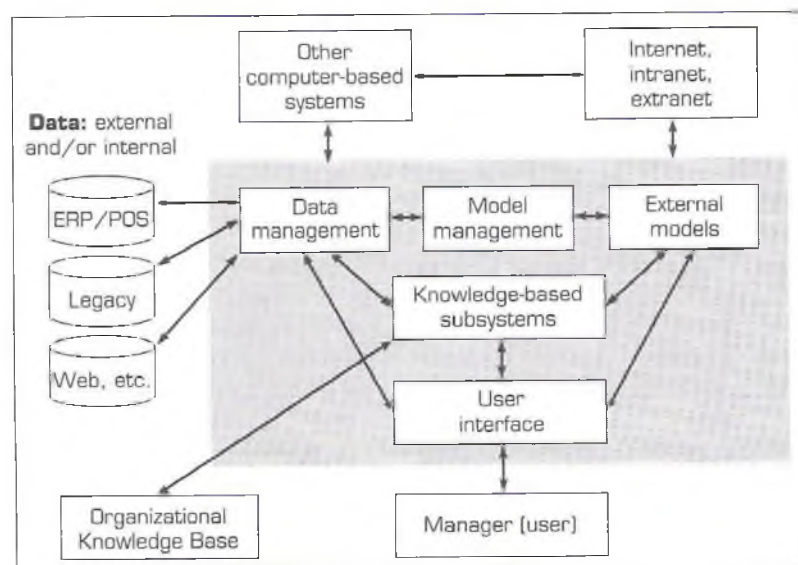 Other
computer-based
systems
Internet,
intranet,
extranet
Data: external
and/or internal
ERP/POS
Legacy
Web, etc.
Data
management
Model
management
External
models
Knowledge-based
subsystems
User
interface
Organizational
Knowledge Base
Manager (user)